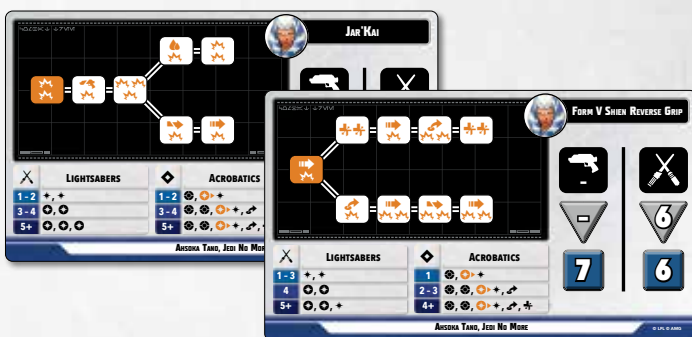 Jar'Kai
Lightsabers
Acrobatics
1-2
1-2
3-4
3-4
5+
5+
Ahsoka Tano, Jedi No Mor
Form V Shien Reverse Grip
-
- 6
7 6
Lightsabers
Acrobatics
1-3
1
4
2-3
5+
4+
Ahsoka Tano, Jedi No More
© LFL © AMG